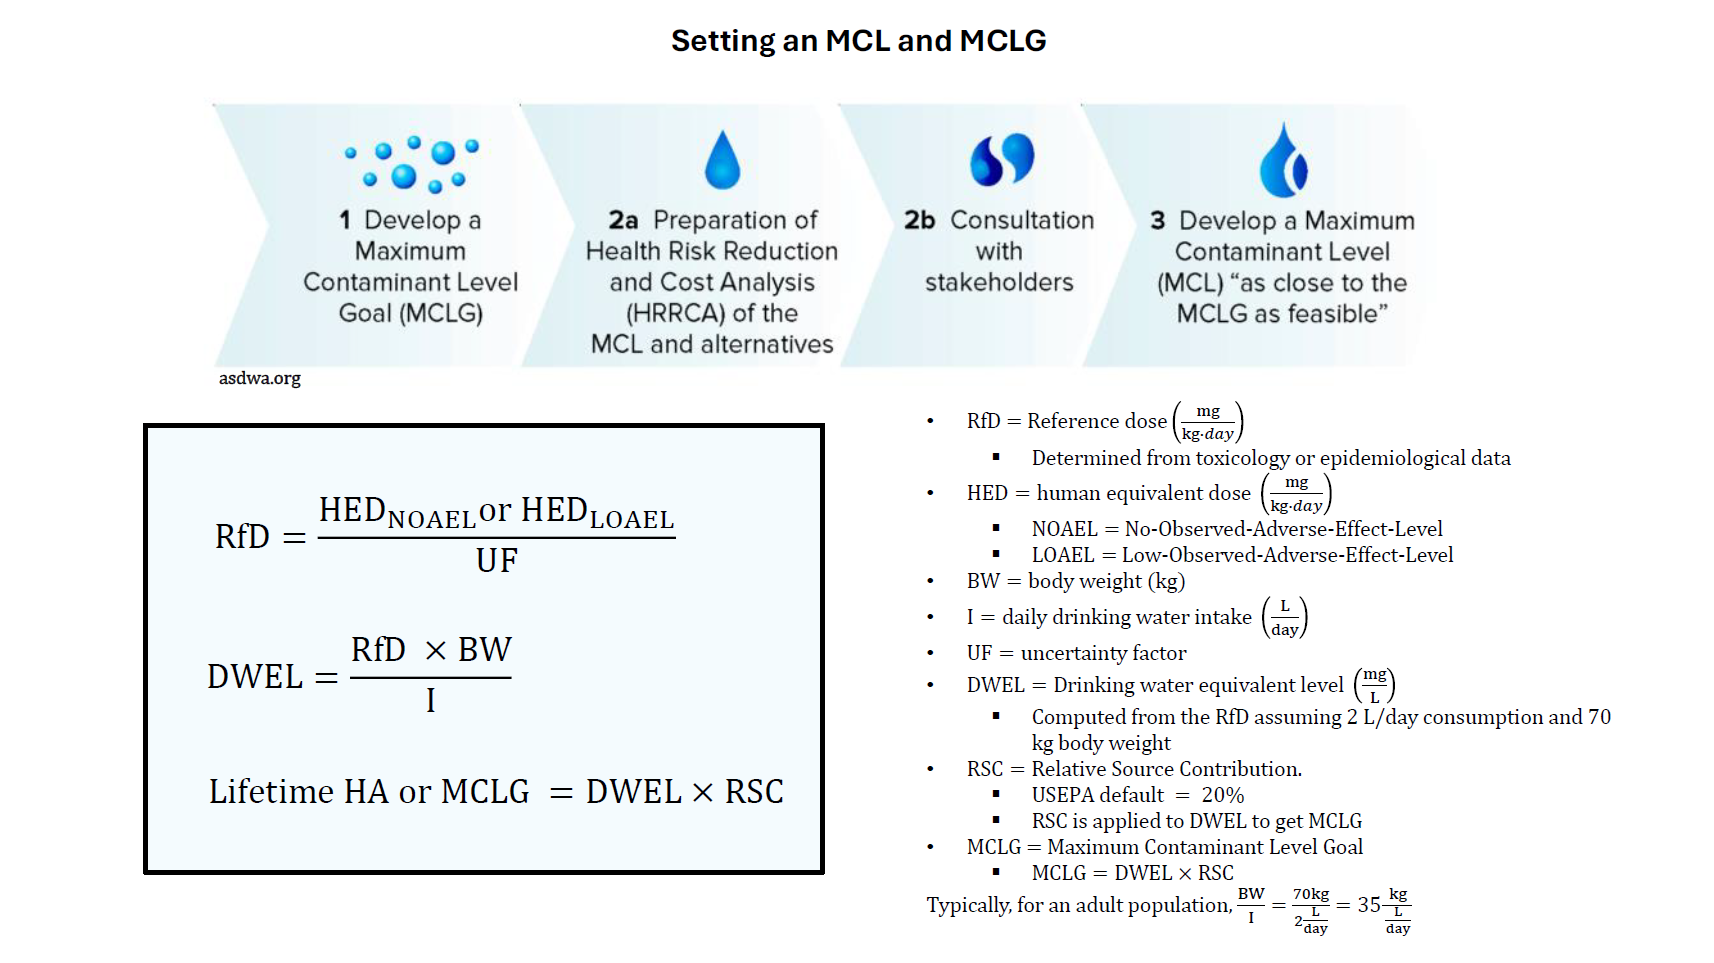 Setting an MCL and MCLG
1 Develop a
Maximum
Contaminant Level
Goal (MCLG)
2a Preparation of
Health Risk Reduction
and Cost Analysis
(HRRCA) of the
MCL and alternatives
2b Consultation
with
stakeholders
3 Develop a Maximum
Contaminant Level
(MCL) “as close to the
MCLG as feasible”
asdwa.org
RfD = (HED_NOAEL or HED_LOAEL) / UF
DWEL = (RfD × BW) / I
Lifetime HA or MCLG = DWEL × RSC
• RfD = Reference dose (mg / kg·day)
▪ Determined from toxicology or epidemiological data
• HED = human equivalent dose (mg / kg·day)
▪ NOAEL = No-Observed-Adverse-Effect-Level
▪ LOAEL = Low-Observed-Adverse-Effect-Level
• BW = body weight (kg)
• I = daily drinking water intake (L / day)
• UF = uncertainty factor
• DWEL = Drinking water equivalent level (mg / L)
▪ Computed from the RfD assuming 2 L/day consumption and 70
kg body weight
• RSC = Relative Source Contribution.
▪ USEPA default = 20%
▪ RSC is applied to DWEL to get MCLG
• MCLG = Maximum Contaminant Level Goal
▪ MCLG = DWEL × RSC
Typically, for an adult population, BW / I = 70kg / (2 L/day) = 35 kg / (L/day)